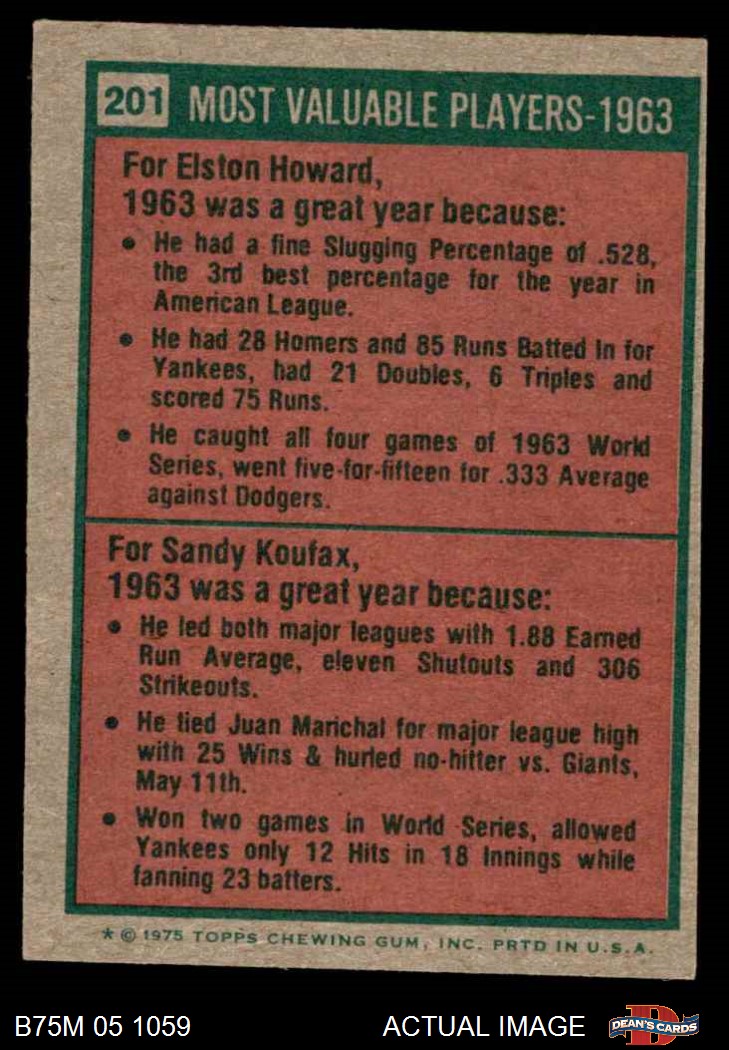 201 MOST VALUABLE PLAYERS-1963
For Elston Howard,
1963 was a great year because:
• He had a fine Slugging Percentage of .528,
the 3rd best percentage for the year in
American League.
• He had 28 Homers and 85 Runs Batted In for
Yankees, had 21 Doubles, 6 Triples and
scored 75 Runs.
• He caught all four games of 1963 World
Series, went five-for-fifteen for .333 Average
against Dodgers.
For Sandy Koufax,
1963 was a great year because:
• He led both major leagues with 1.88 Earned
Run Average, eleven Shutouts and 306
Strikeouts.
• He tied Juan Marichal for major league high
with 25 Wins & hurled no-hitter vs. Giants,
May 11th.
• Won two games in World Series, allowed
Yankees only 12 Hits in 18 Innings while
fanning 23 batters.
* © 1975 TOPPS CHEWING GUM, INC. PRTD IN U.S.A.
B75M 05 1059 ACTUAL IMAGE D DEAN'S CARDS